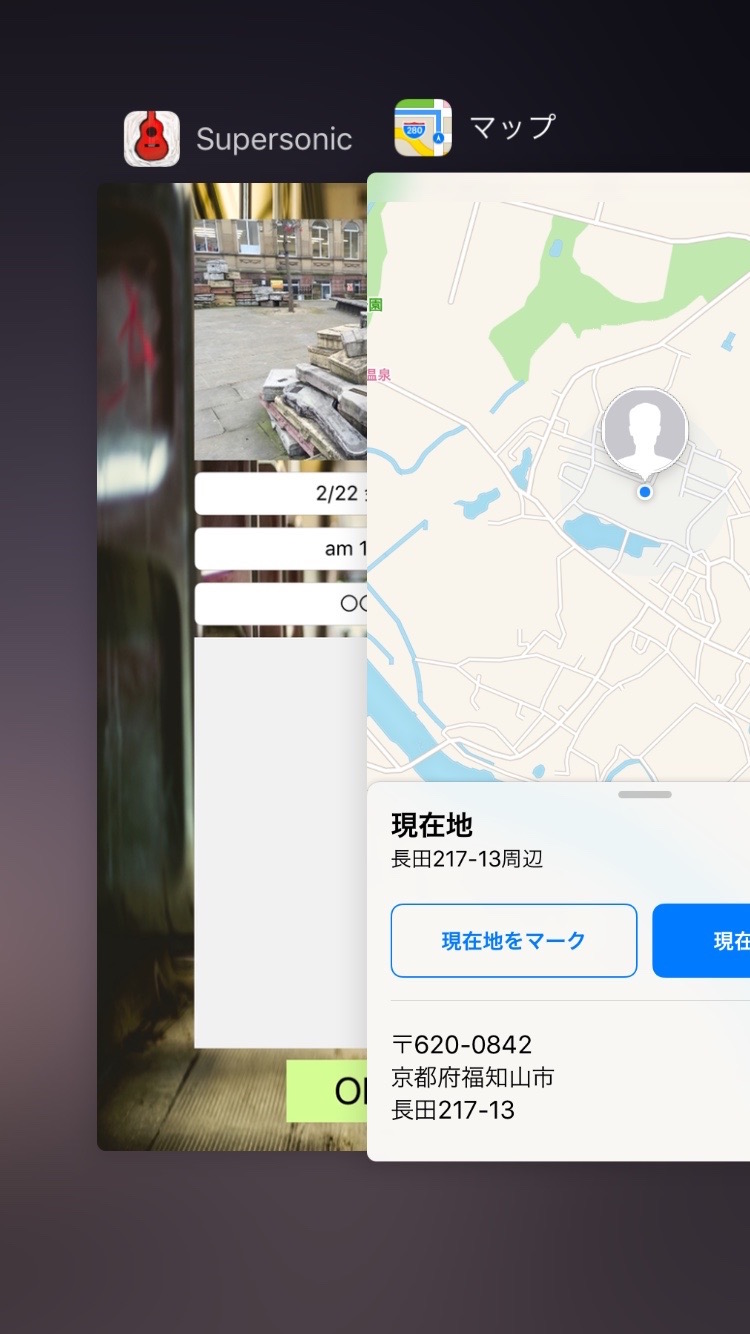 Supersonic
マップ
2/22
am 1
〇〇
O
園
温泉
280
現在地
長田217-13周辺
現在地をマーク
現在
〒620-0842
京都府福知山市
長田217-13